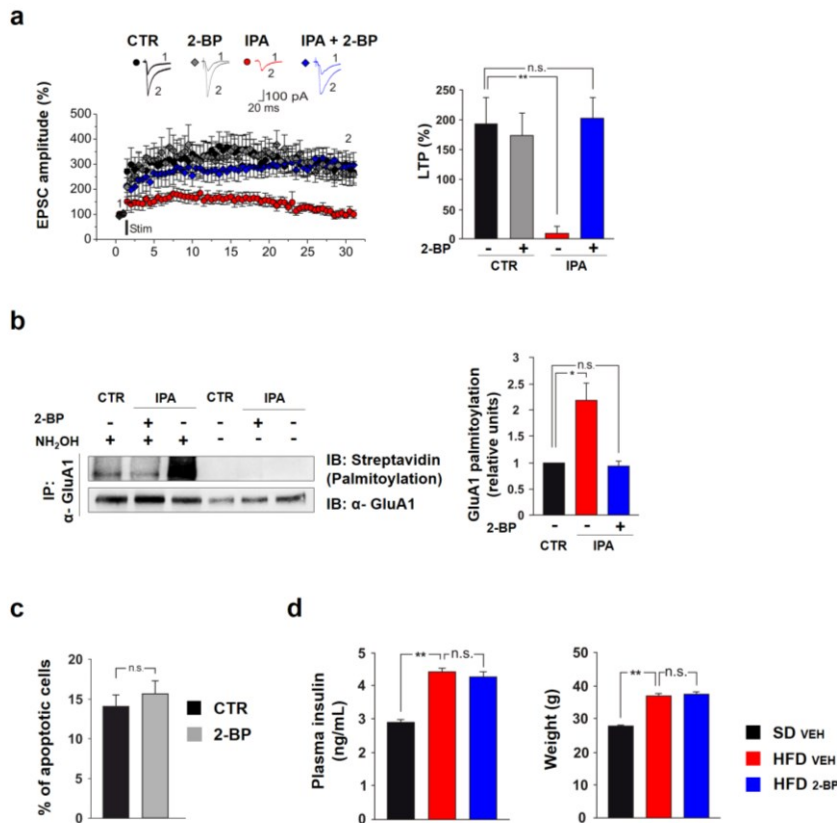 a
CTR 2-BP IPA IPA + 2-BP
1 1 1 1
2 2 2 2
100 pA
20 ms
EPSC amplitude (%)
500
400
300
200
100
0
1
2
Stim
0 5 10 15 20 25 30
LTP (%)
250
200
150
100
50
0
n.s.
**
2-BP - + - +
CTR IPA
b
CTR IPA CTR IPA
2-BP - + - - + -
NH2OH + + + - - -
IP:
α- GluA1
IB: Streptavidin
(Palmitoylation)
IB: α- GluA1
GluA1 palmitoylation
(relative units)
3
2.5
2
1.5
1
0.5
0
n.s
*
2-BP - - +
CTR IPA
c
% of apoptotic cells
20
15
10
5
0
n.s.
CTR
2-BP
d
Plasma insulin
(ng/mL)
5
4
3
2
1
0
** n.s.
Weight (g)
50
40
30
20
10
0
** n.s.
SD VEH
HFD VEH
HFD 2-BP